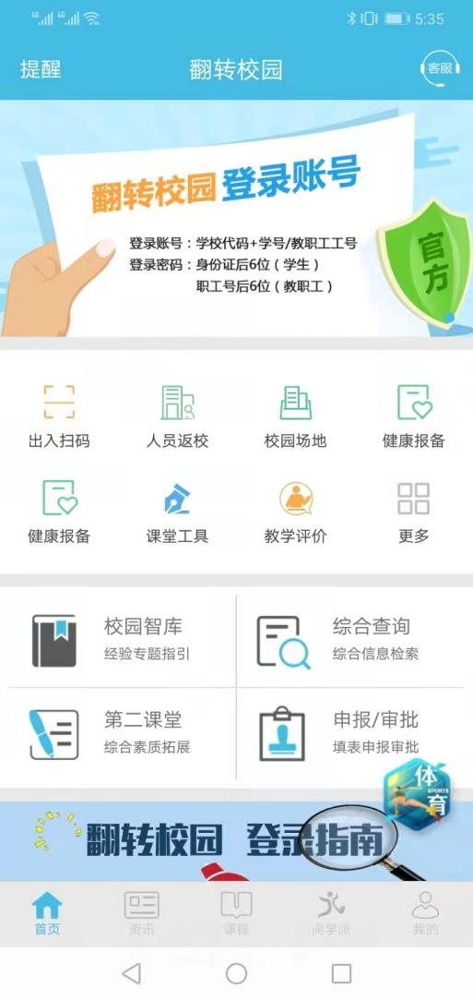 4G 4G 5:35
提醒 翻转校园 客服
翻转校园 登录账号
登录账号：学校代码+学号/教职工工号
登录密码：身份证后6位（学生）
职工号后6位（教职工）
官方
出入扫码 人员返校 校园场地 健康报备
健康报备 课堂工具 教学评价 更多
校园智库 综合查询
经验专题指引 综合信息检索
第二课堂 申报/审批
综合素质拓展 填表申报审批
体育
SPORTS
翻转校园 登录指南
首页 资讯 课程 同学派 我的